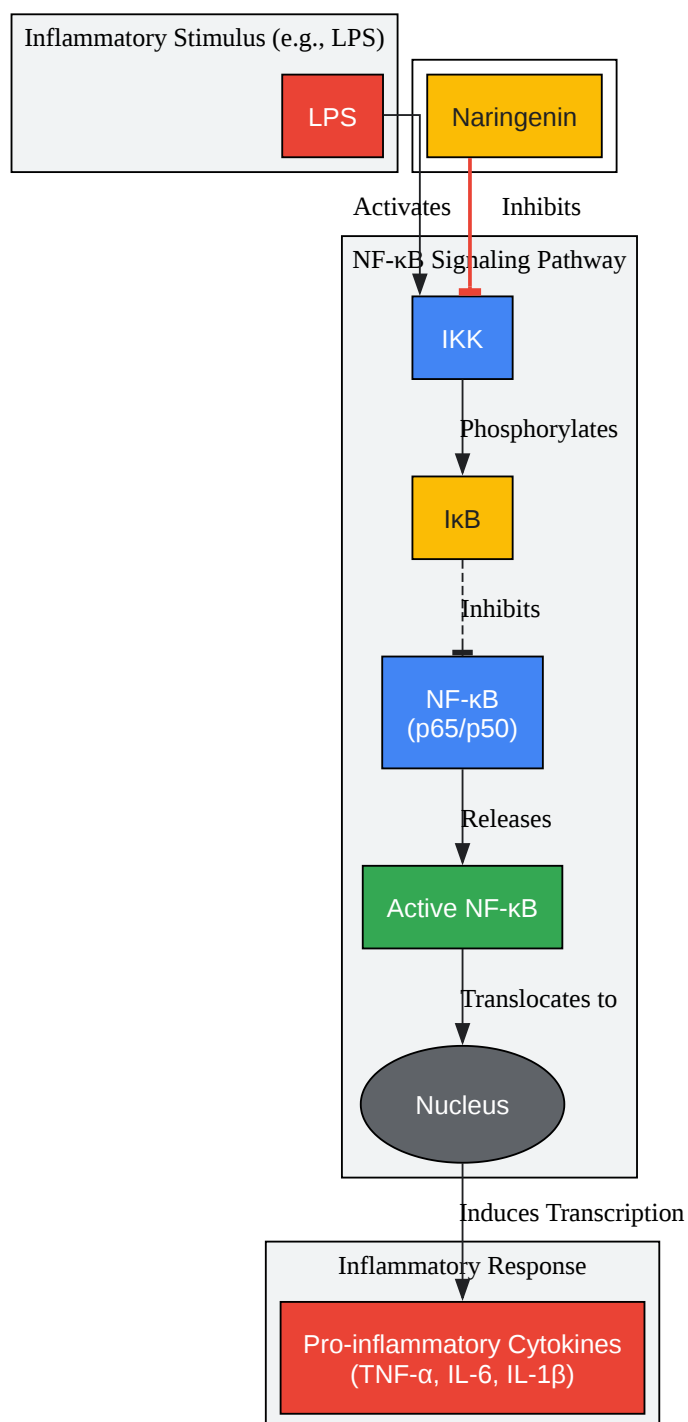 Inflammatory Stimulus (e.g., LPS)
LPS
Naringenin
Activates
Inhibits
NF-κB Signaling Pathway
IKK
Phosphorylates
IκB
Inhibits
NF-κB
(p65/p50)
Releases
Active NF-κB
Translocates to
Nucleus
Induces Transcription
Inflammatory Response
Pro-inflammatory Cytokines
(TNF-α, IL-6, IL-1β)